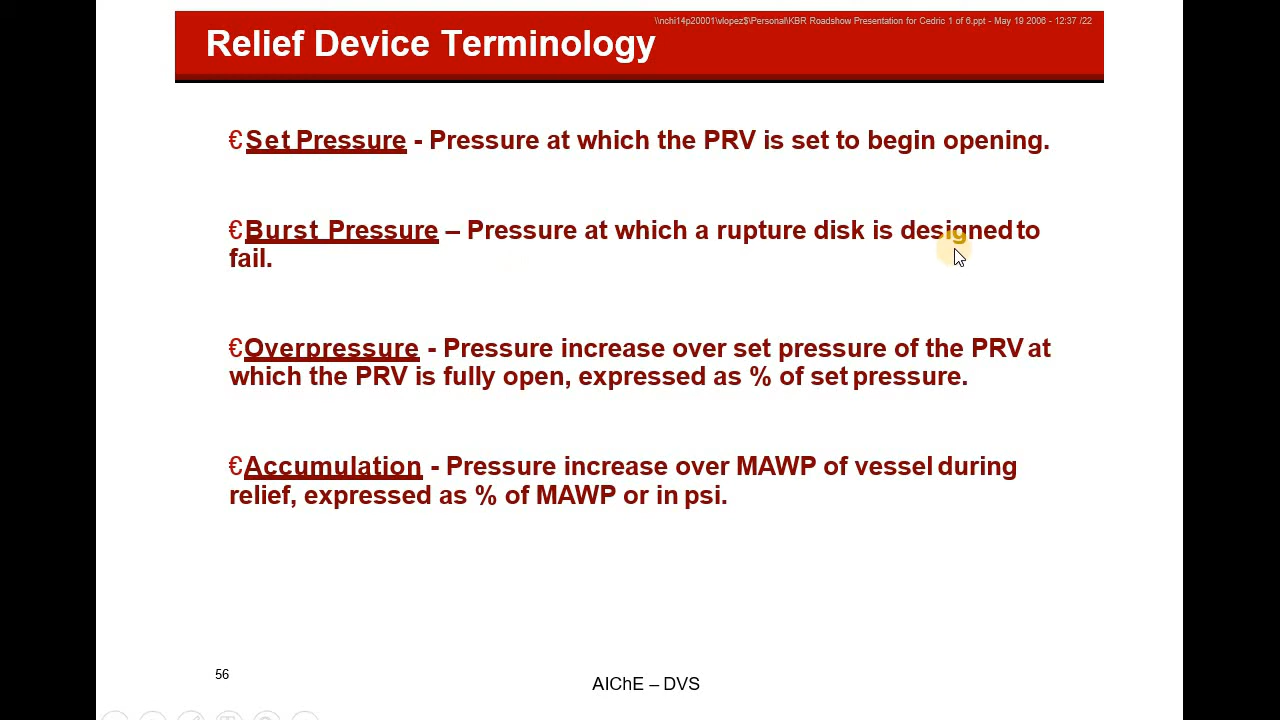 \\nchi14p20001\vlopez$\Personal\KBR Roadshow Presentation for Cedric 1 of 6.ppt - May 19 2006 - 12:37 /22
Relief Device Terminology
€Set Pressure - Pressure at which the PRV is set to begin opening.
€Burst Pressure – Pressure at which a rupture disk is designed to
fail.
€Overpressure - Pressure increase over set pressure of the PRV at
which the PRV is fully open, expressed as % of set pressure.
€Accumulation - Pressure increase over MAWP of vessel during
relief, expressed as % of MAWP or in psi.
56
AIChE – DVS